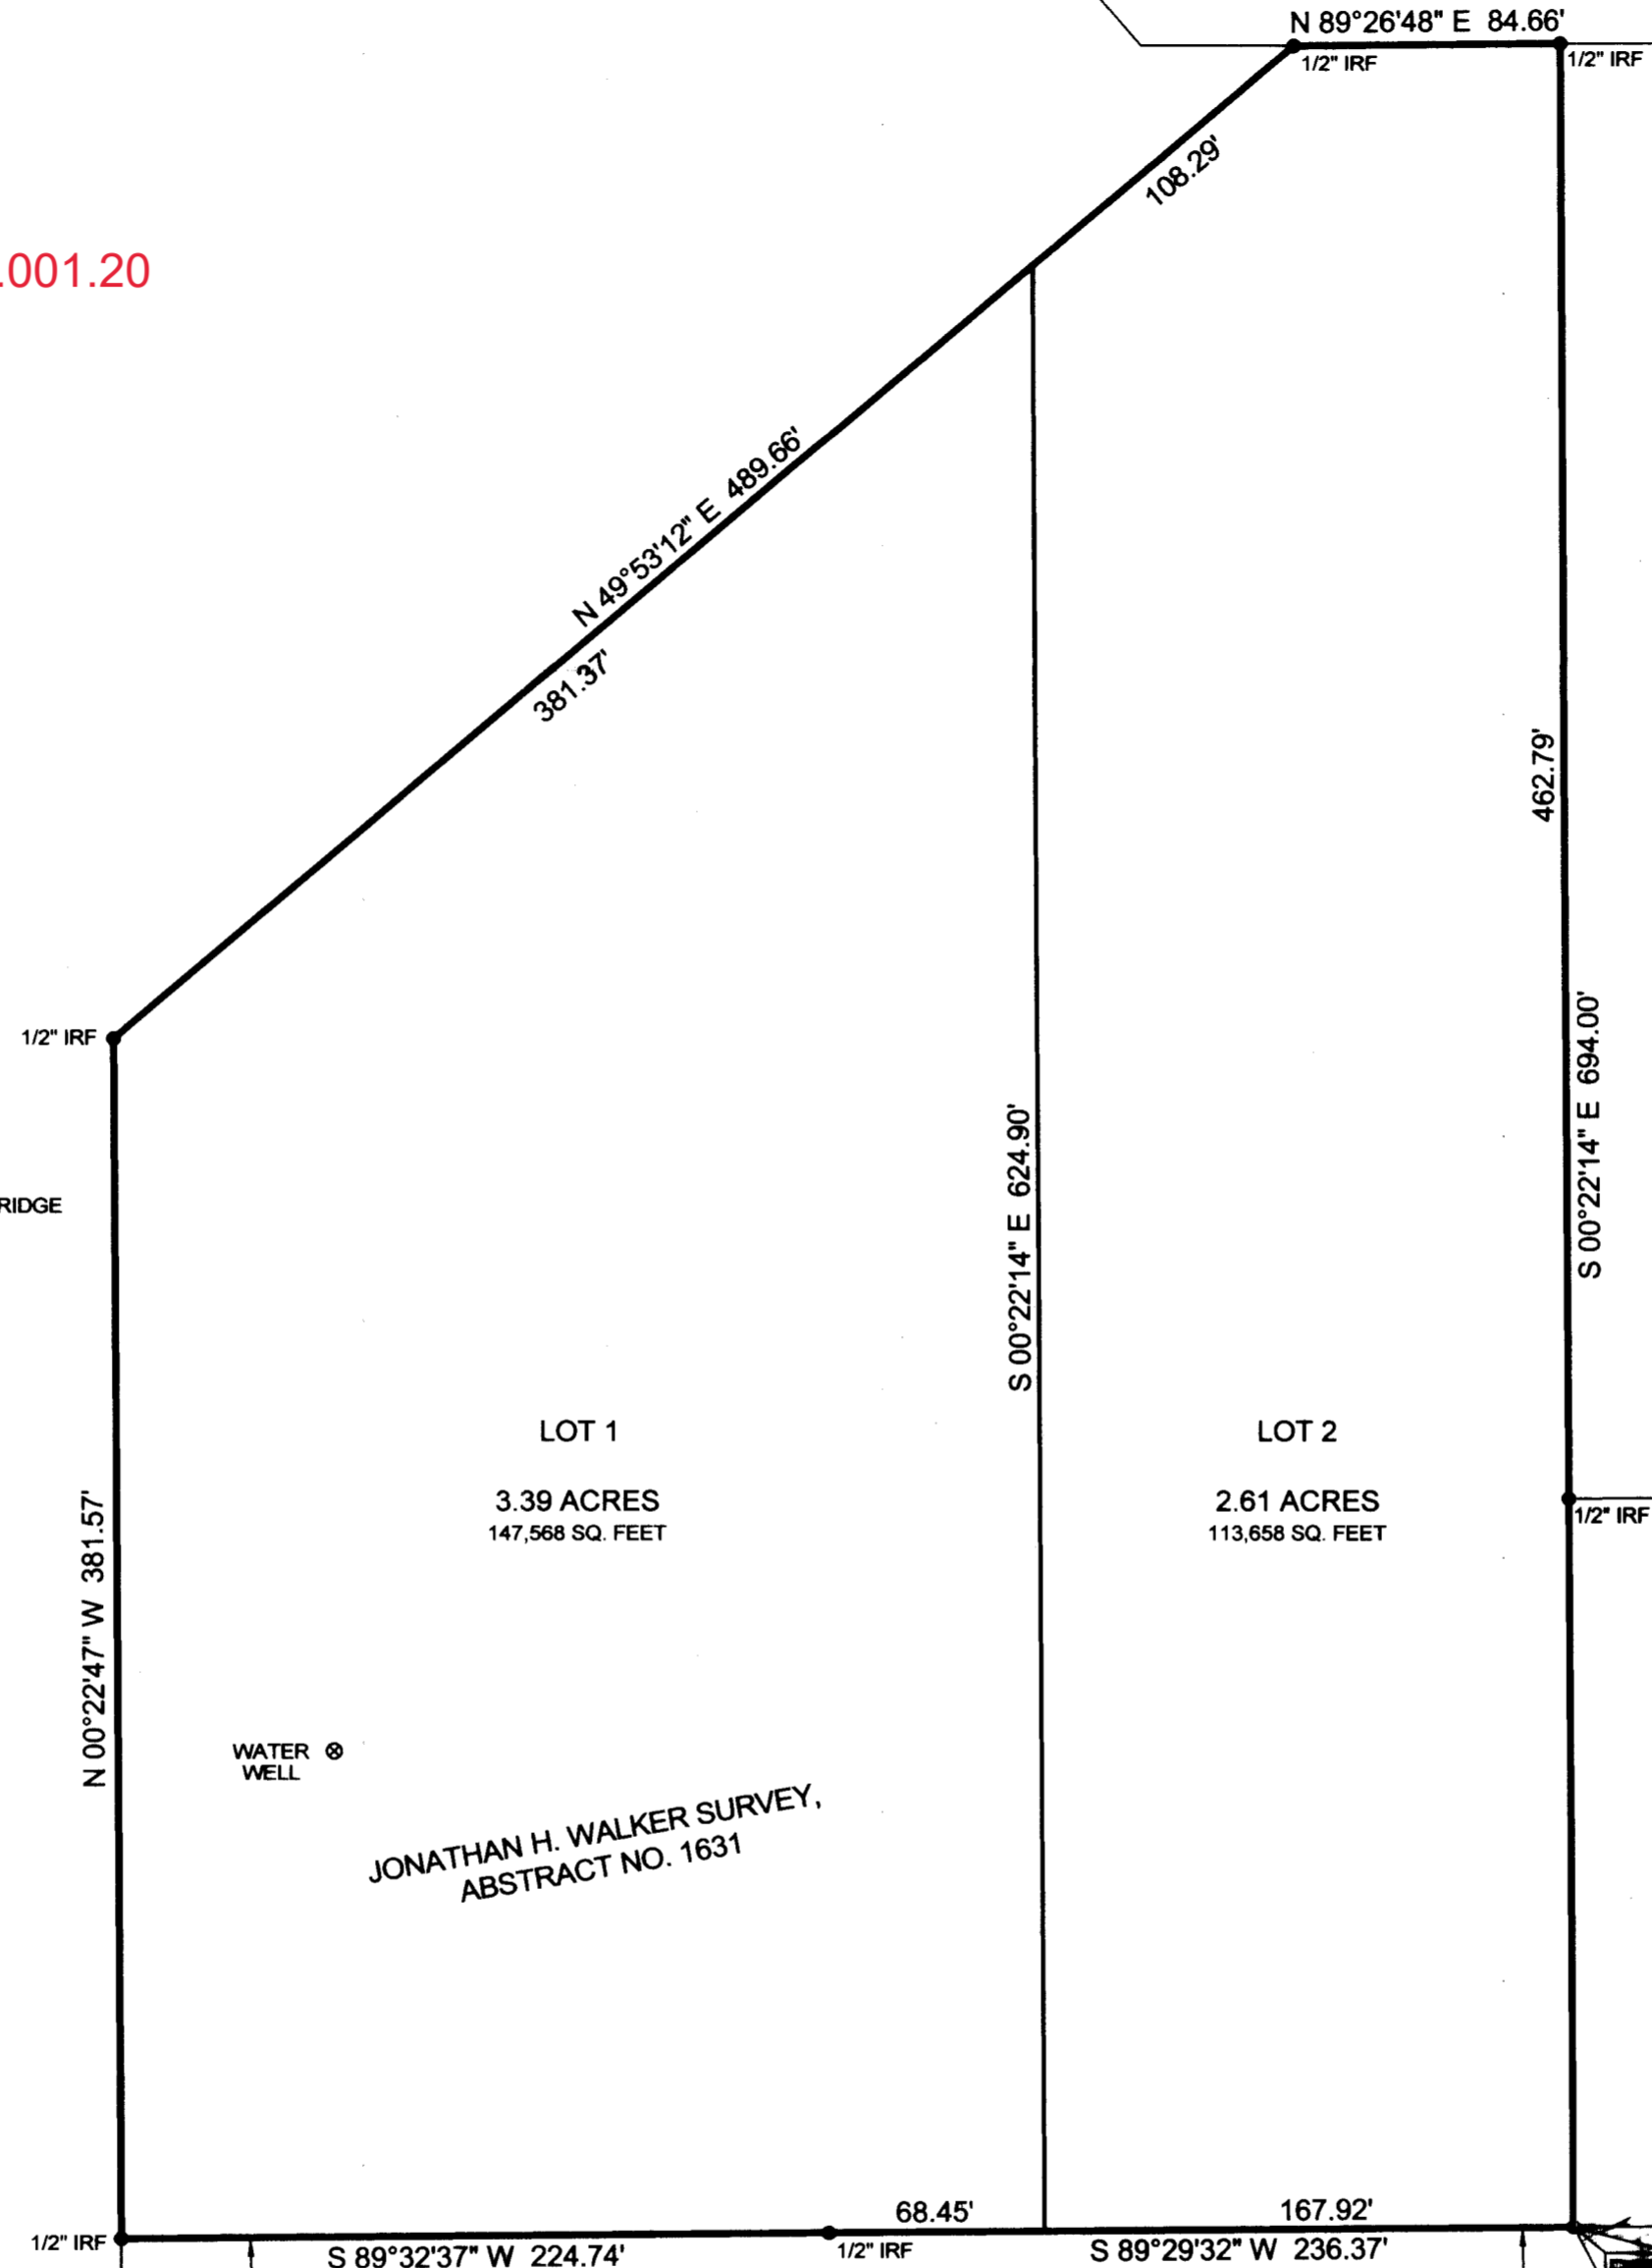 N 89°26'48" E 84.66'
1/2" IRF
1/2" IRF
108.29'
.001.20
N 49°53'12" E 489.66'
381.37'
462.79'
S 00°22'14" E 694.00'
1/2" IRF
S 00°22'14" E 624.90'
RIDGE
LOT 1
3.39 ACRES
147,568 SQ. FEET
LOT 2
2.61 ACRES
113,658 SQ. FEET
1/2" IRF
N 00°22'47" W 381.57'
WATER
WELL
JONATHAN H. WALKER SURVEY,
ABSTRACT NO. 1631
68.45'
167.92'
1/2" IRF
S 89°32'37" W 224.74'
1/2" IRF
S 89°29'32" W 236.37'